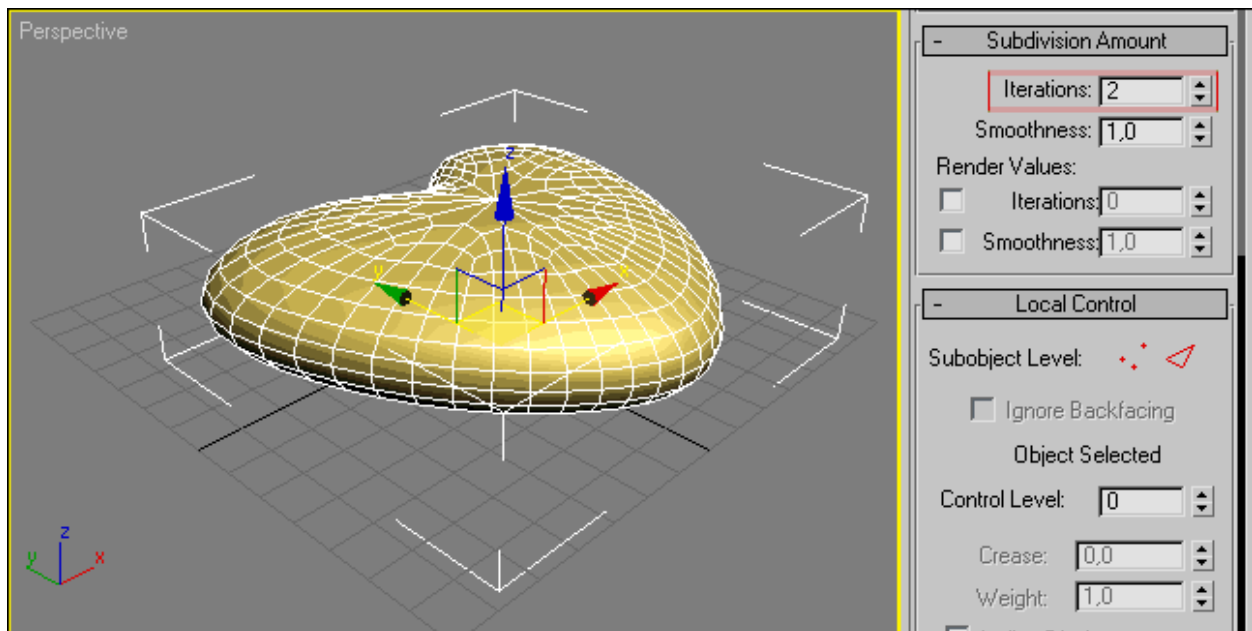 Perspective
z
y
x
z
y
x
- Subdivision Amount
Iterations: 2
Smoothness: 1,0
Render Values:
Iterations: 0
Smoothness: 1,0
- Local Control
Subobject Level:
Ignore Backfacing
Object Selected
Control Level: 0
Crease: 0,0
Weight: 1,0